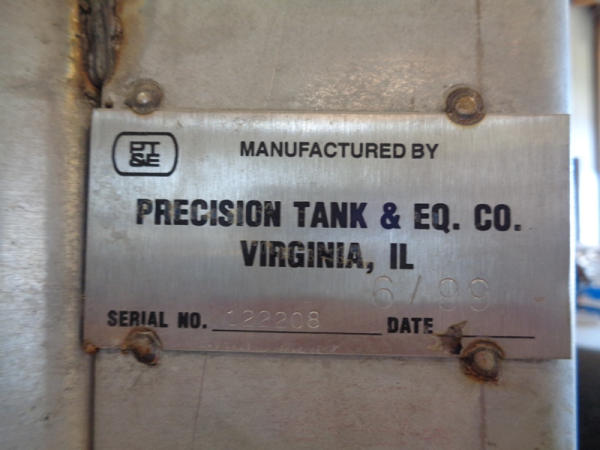 PT
&E
MANUFACTURED BY
PRECISION TANK & EQ. CO.
VIRGINIA, IL
6/99
SERIAL NO. 122208 DATE